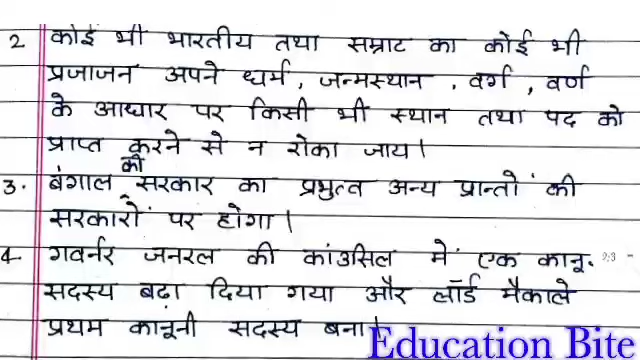 2 कोई भी भारतीय तथा सम्राट का कोई भी
प्रजाजन अपने धर्म, जन्मस्थान, वर्ग, वर्ण
के आधार पर किसी भी स्थान तथा पद को
प्राप्त करने से न रोका जाय।
3. बंगाल की सरकार का प्रभुत्व अन्य प्रान्तों की
सरकारों पर होगा।
4. गवर्नर जनरल की कांउसिल में एक कानू.
सदस्य बढ़ा दिया गया और लॉर्ड मैकाले
प्रथम कानूनी सदस्य बना।
Education Bite